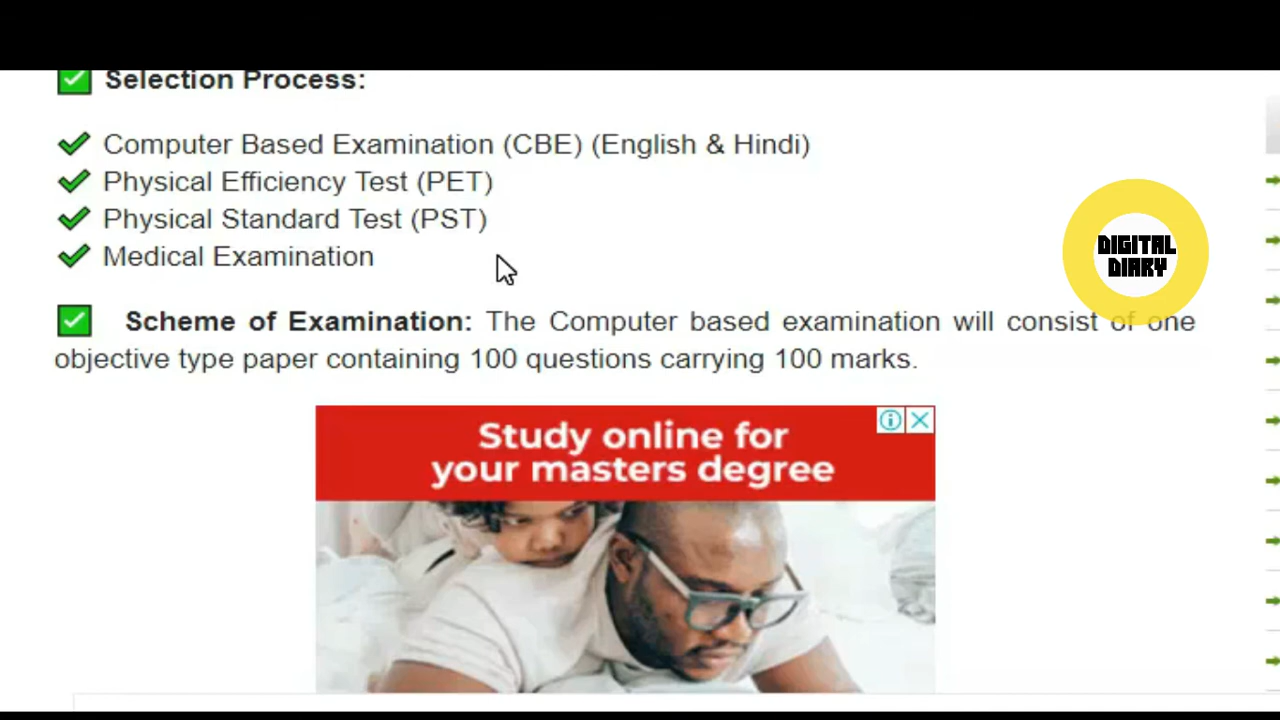 Selection Process:
Computer Based Examination (CBE) (English & Hindi)
Physical Efficiency Test (PET)
Physical Standard Test (PST)
Medical Examination
DIGITAL
DIARY
Scheme of Examination: The Computer based examination will consist of one
objective type paper containing 100 questions carrying 100 marks.
Study online for
your masters degree